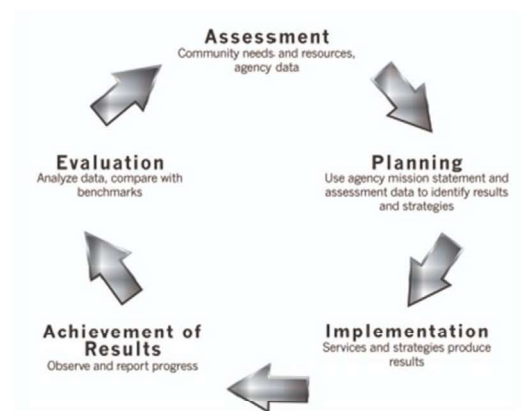 Assessment
Community needs and resources,
agency data
Planning
Use agency mission statement and
assessment data to identify results
and strategies
Implementation
Services and strategies produce
results
Achievement of
Results
Observe and report progress
Evaluation
Analyze data, compare with
benchmarks